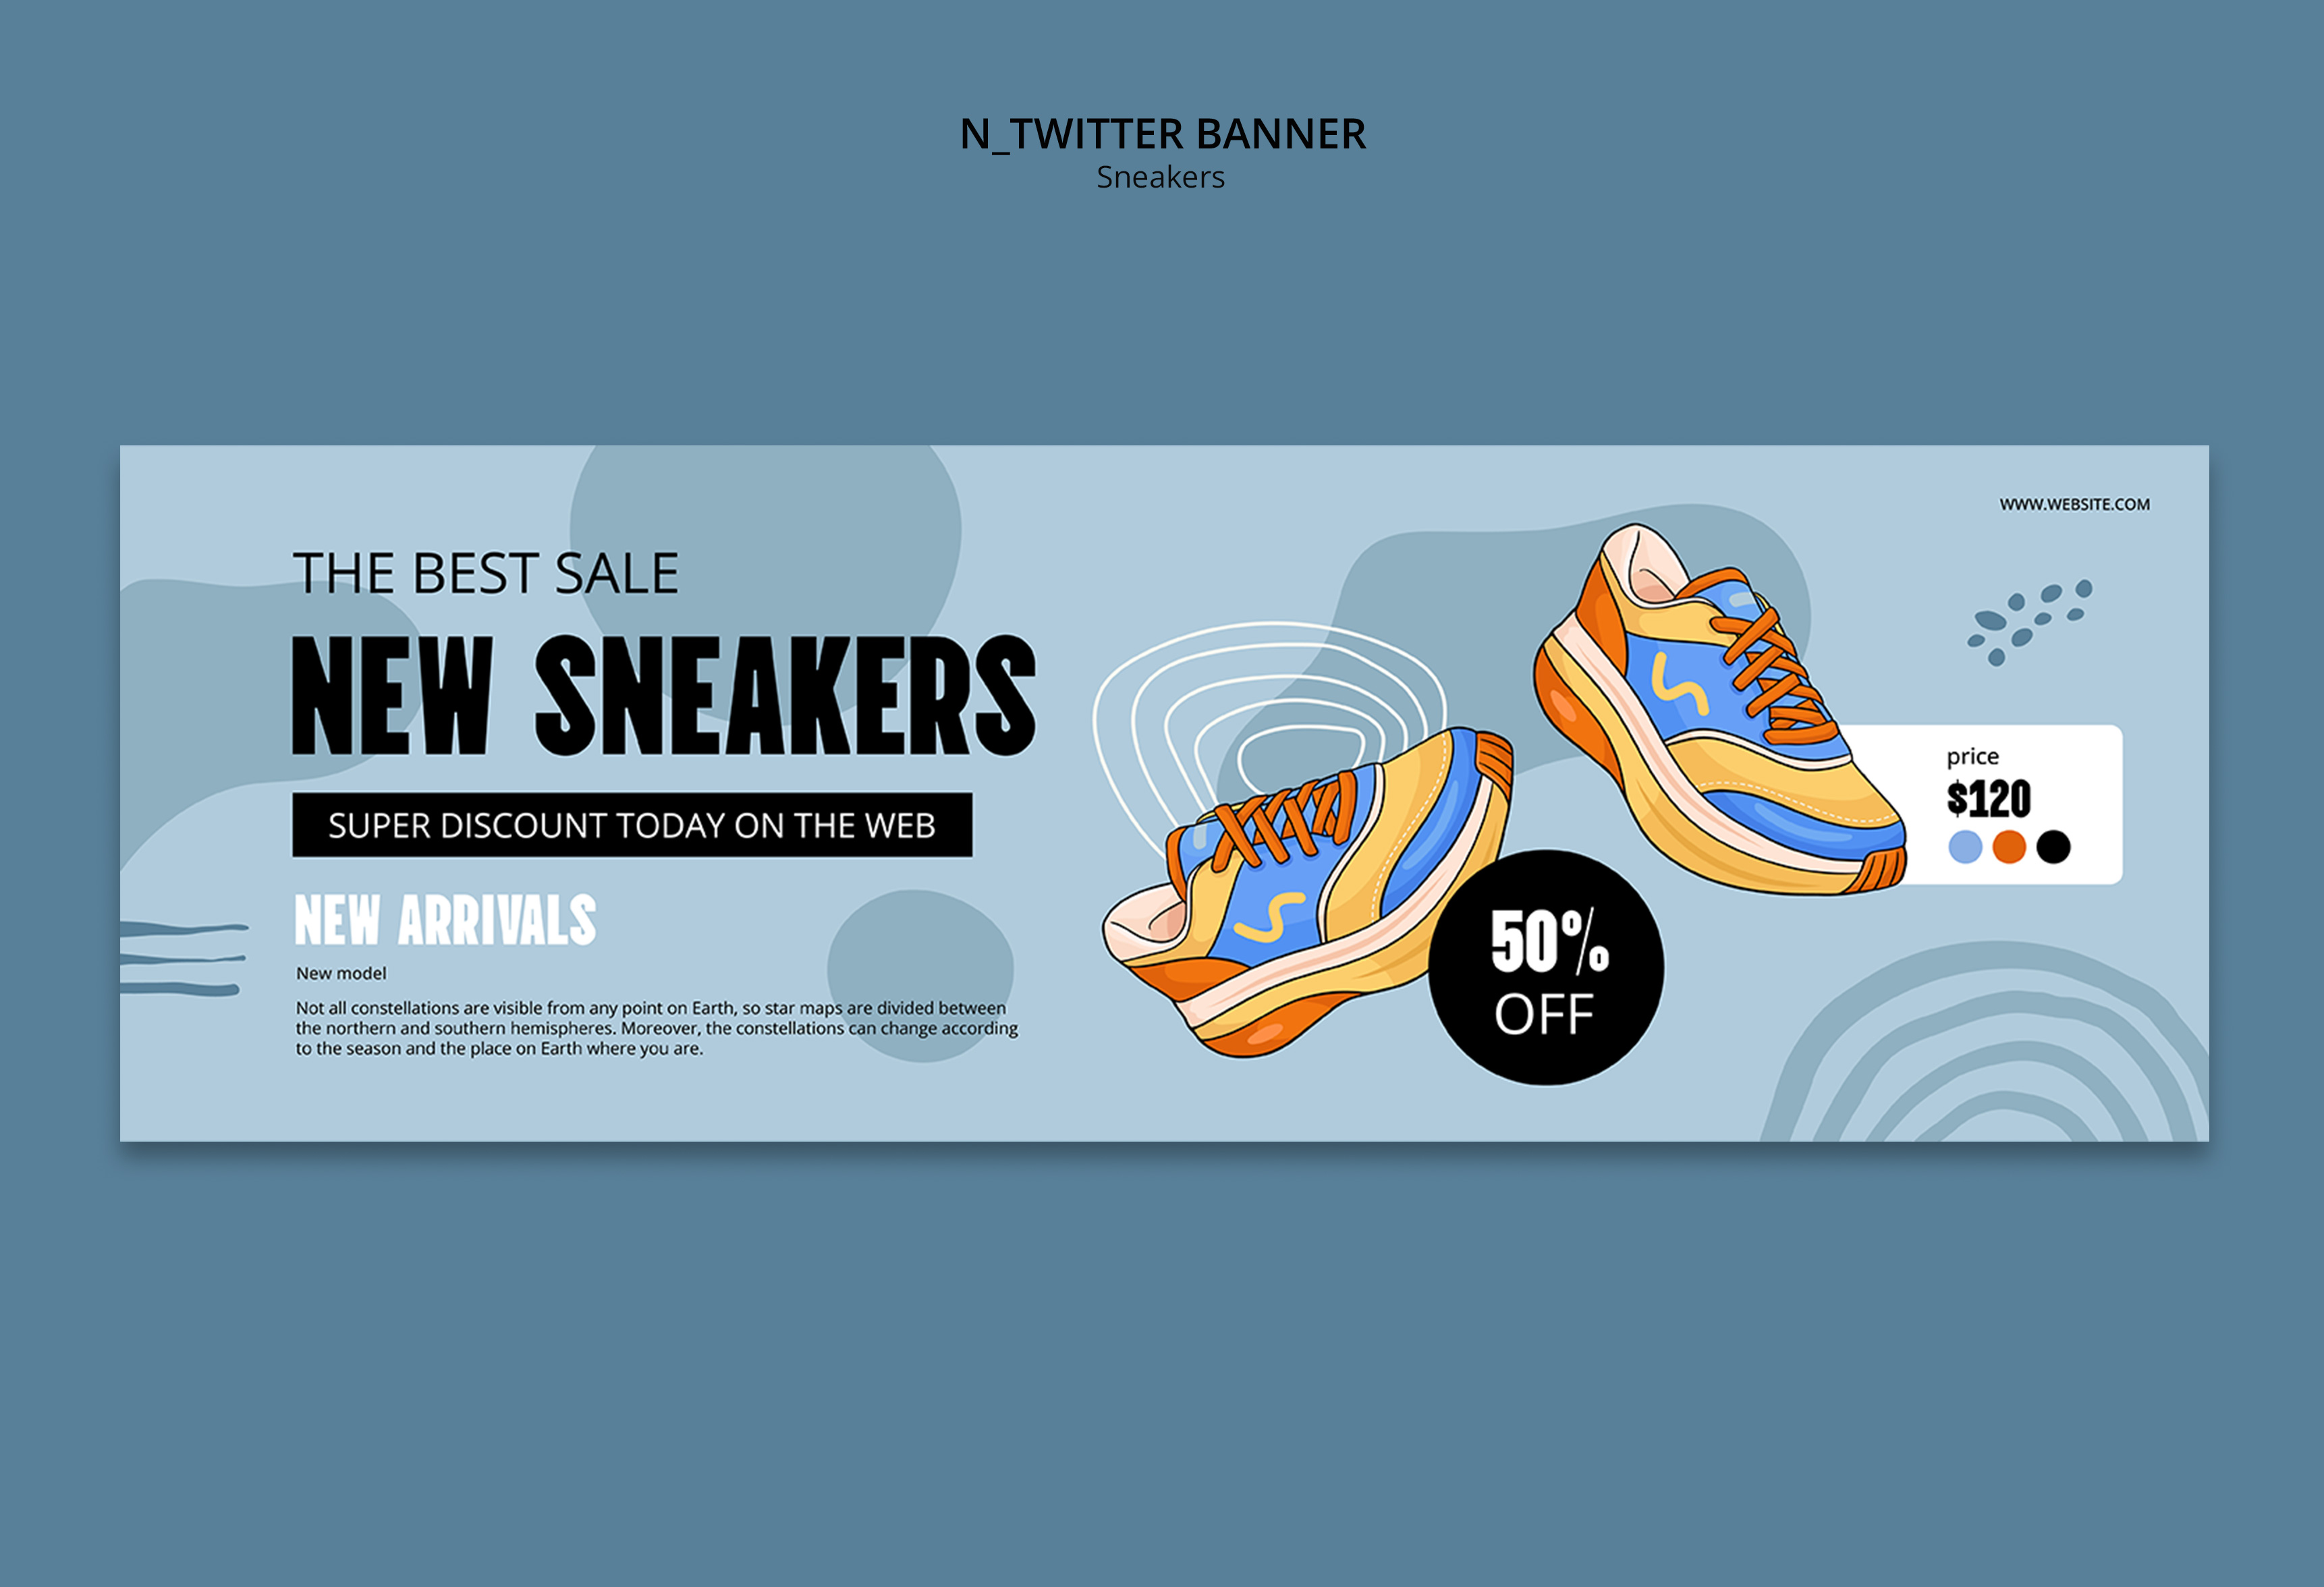 N_TWITTER BANNER
Sneakers
WWW.WEBSITE.COM
THE BEST SALE
NEW SNEAKERS
SUPER DISCOUNT TODAY ON THE WEB
NEW ARRIVALS
New model
Not all constellations are visible from any point on Earth, so star maps are divided between
the northern and southern hemispheres. Moreover, the constellations can change according
to the season and the place on Earth where you are.
50%
OFF
price
$120